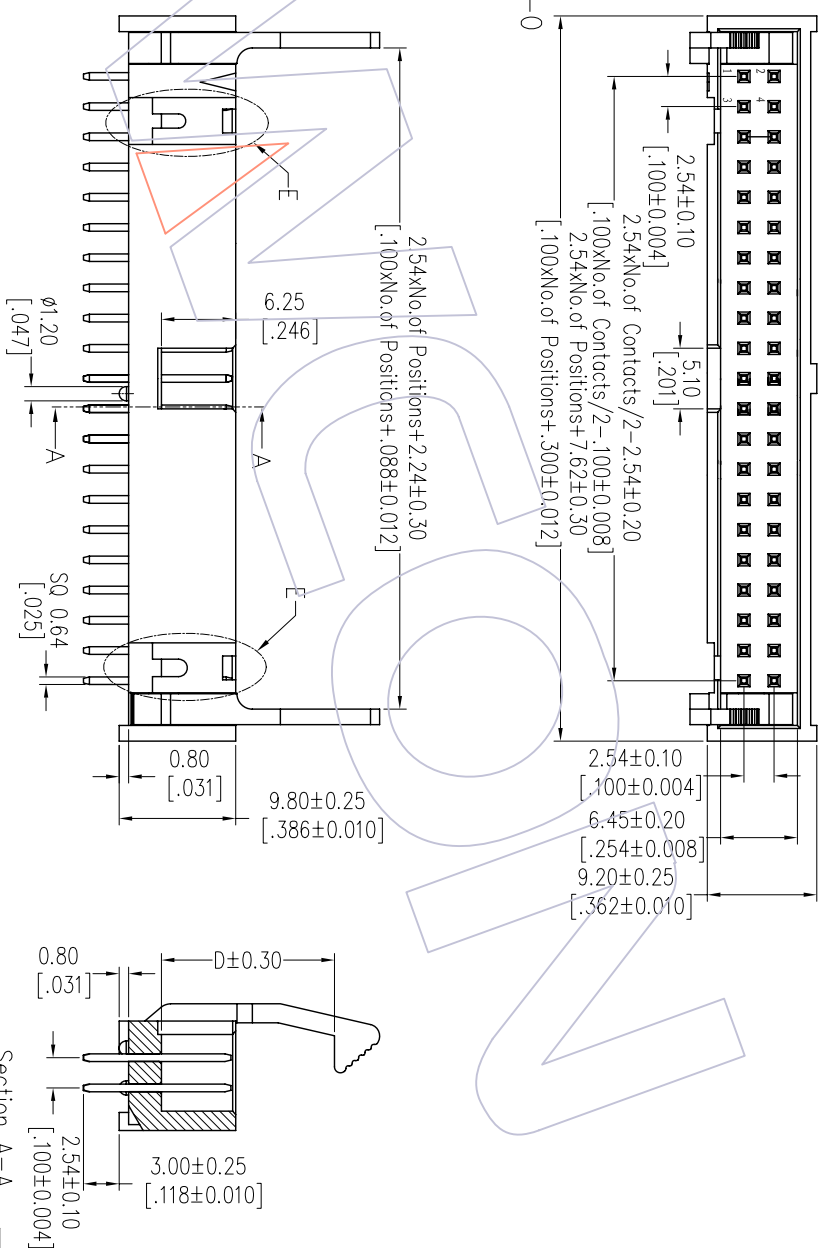 2
1
4
3
2.54±0.10
[.100±0.004]
2.54xNo.of Contacts/2-2.54±0.20
[.100xNo.of Contacts/2-.100±0.008]
2.54xNo.of Positions+7.62±0.30
[.100xNo.of Positions+.300±0.012]
5.10
[.201]
2.54±0.10
[.100±0.004]
6.45±0.20
[.254±0.008]
9.20±0.25
[.362±0.010]
2.54xNo.of Positions+2.24±0.30
[.100xNo.of Positions+.088±0.012]
E
E
6.25
[.246]
Ø1.20
[.047]
A
A
SQ 0.64
[.025]
0.80
[.031]
9.80±0.25
[.386±0.010]
D±0.30
0.80
[.031]
2.54±0.10
[.100±0.004]
3.00±0.25
[.118±0.010]
Section A-A
WCON